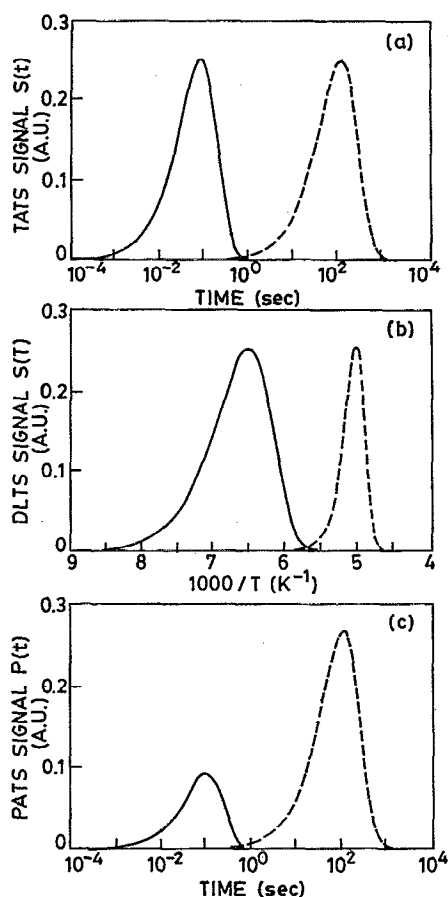 (a)
TATS SIGNAL S(t)
(A.U.)
0.3
0.2
0.1
0
10⁻⁴ 10⁻² 10⁰ 10² 10⁴
TIME (sec)
(b)
DLTS SIGNAL S(T)
(A.U.)
0.3
0.2
0.1
0
9 8 7 6 5 4
1000/T (K⁻¹)
(c)
PATS SIGNAL P(t)
(A.U.)
0.3
0.2
0.1
0
10⁻⁴ 10⁻² 10⁰ 10² 10⁴
TIME (sec)